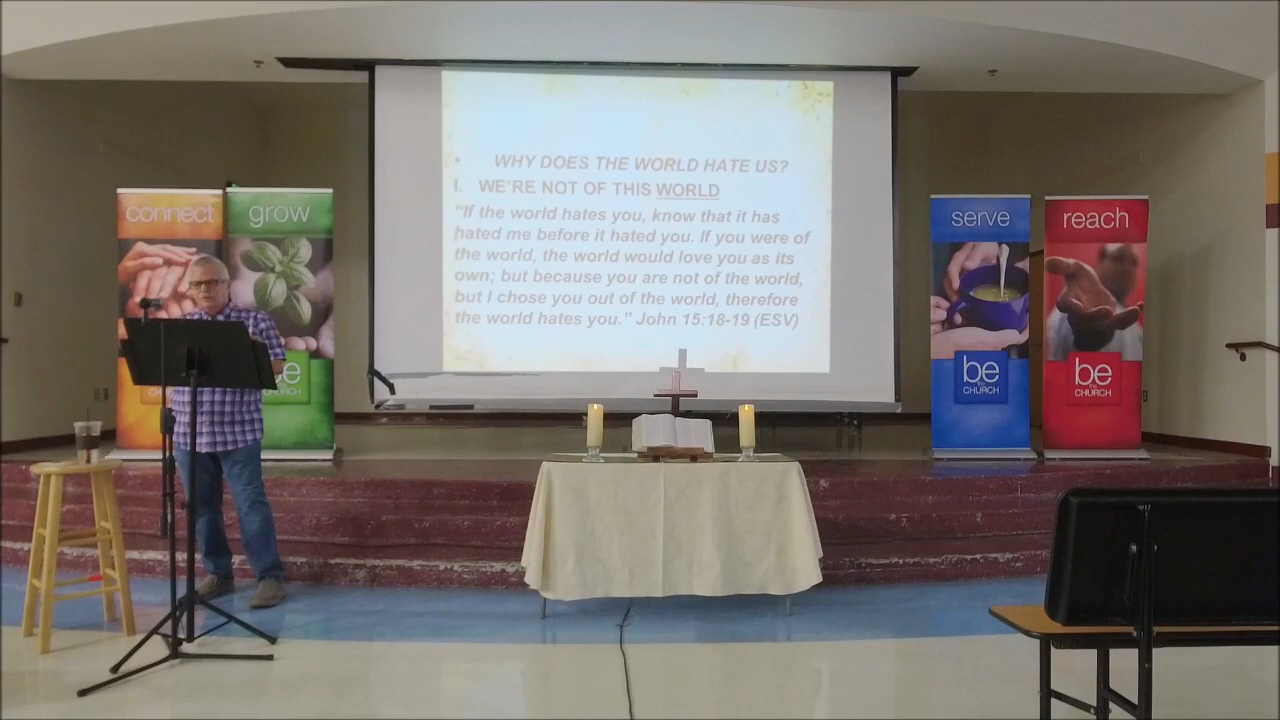 • WHY DOES THE WORLD HATE US?
I. WE'RE NOT OF THIS WORLD
“If the world hates you, know that it has
hated me before it hated you. If you were of
the world, the world would love you as its
own; but because you are not of the world,
but I chose you out of the world, therefore
the world hates you.” John 15:18-19 (ESV)
connect
grow
be
CHURCH
serve
be
CHURCH
reach
be
CHURCH